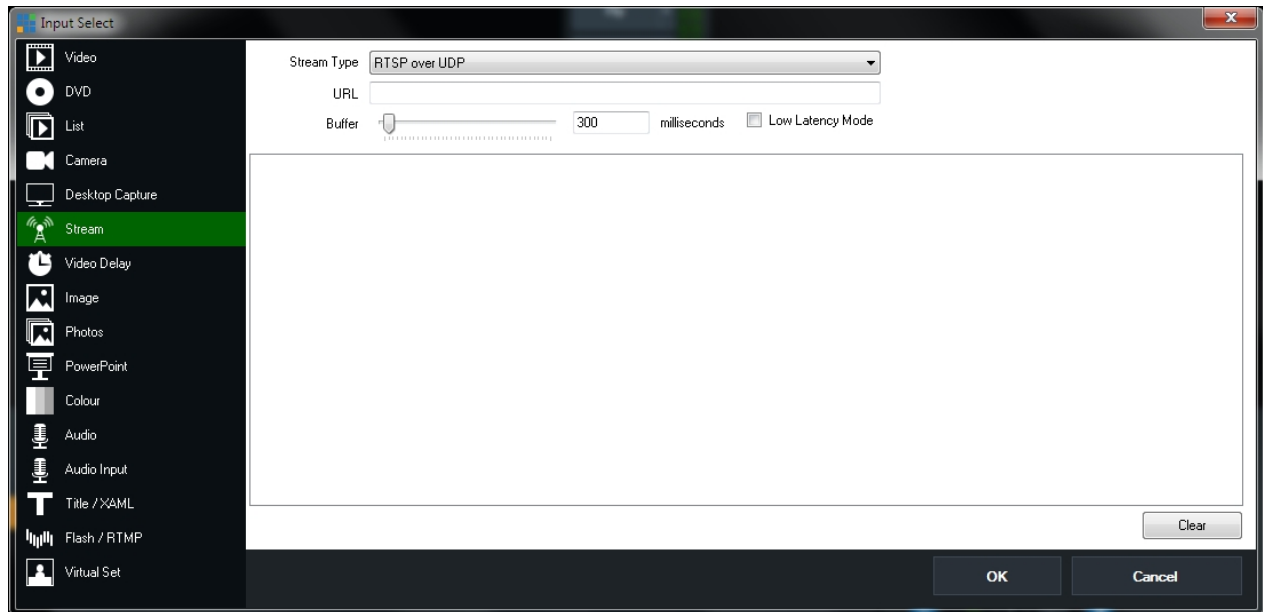 Input Select
Video
DVD
List
Camera
Desktop Capture
Stream
Video Delay
Image
Photos
PowerPoint
Colour
Audio
Audio Input
Title / XAML
Flash / RTMP
Virtual Set
Stream Type RTSP over UDP
URL
Buffer 300 milliseconds Low Latency Mode
Clear
OK Cancel